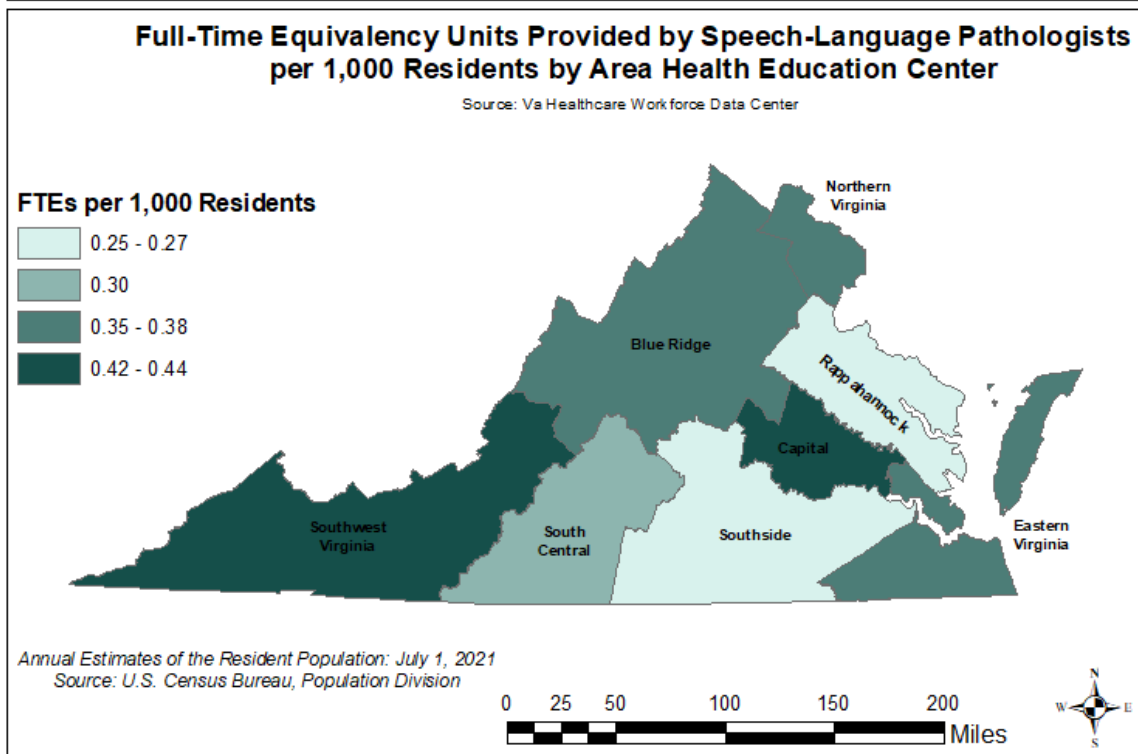 Full-Time Equivalency Units Provided by Speech-Language Pathologists
per 1,000 Residents by Area Health Education Center
Source: Va Healthcare Workforce Data Center
FTEs per 1,000 Residents
0.25 - 0.27
0.30
0.35 - 0.38
0.42 - 0.44
Northern
Virginia
Blue Ridge
Rappahannock
Capital
Southwest
Virginia
South
Central
Southside
Eastern
Virginia
Annual Estimates of the Resident Population: July 1, 2021
Source: U.S. Census Bureau, Population Division
0 25 50 100 150 200
Miles
N
W E
S